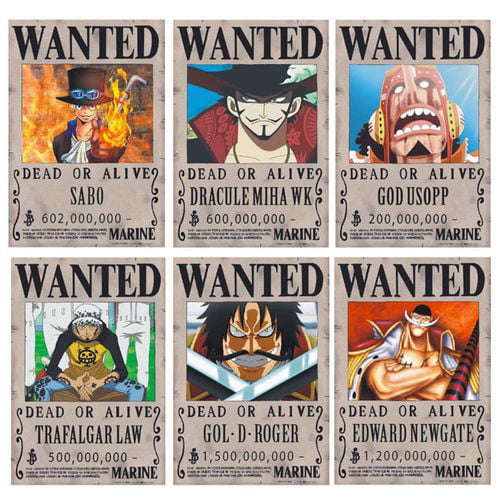 WANTED
DEAD OR ALIVE
SABO
602,000,000 -
MARINE
WANTED
DEAD OR ALIVE
DRACULE MIHAWK
600,000,000 -
MARINE
WANTED
DEAD OR ALIVE
GOD USOPP
200,000,000 -
MARINE
WANTED
DEAD OR ALIVE
TRAFALGAR LAW
500,000,000 -
MARINE
WANTED
DEAD OR ALIVE
GOL·D·ROGER
1,500,000,000 -
MARINE
WANTED
DEAD OR ALIVE
EDWARD NEWGATE
1,200,000,000 -
MARINE